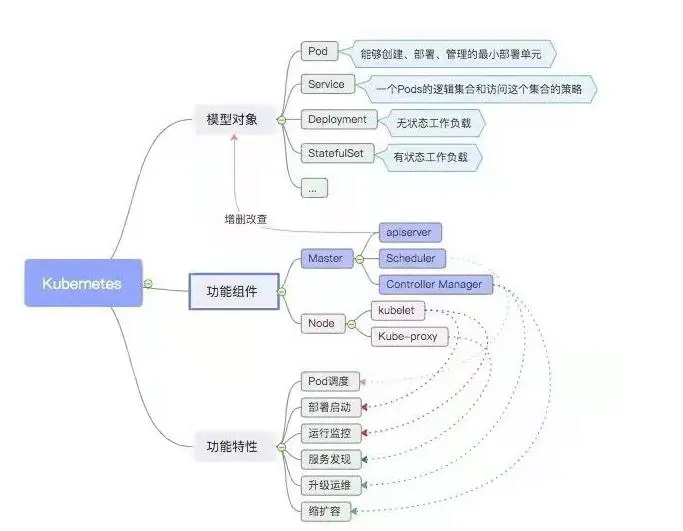 Pod
能够创建、部署、管理的最小部署单元
Service
一个Pods的逻辑集合和访问这个集合的策略
模型对象
Deployment
无状态工作负载
StatefulSet
有状态工作负载
...
增删改查
apiserver
Kubernetes
功能组件
Master
Scheduler
Controller Manager
Node
kubelet
Kube-proxy
Pod调度
部署启动
运行监控
功能特性
服务发现
升级运维
缩扩容